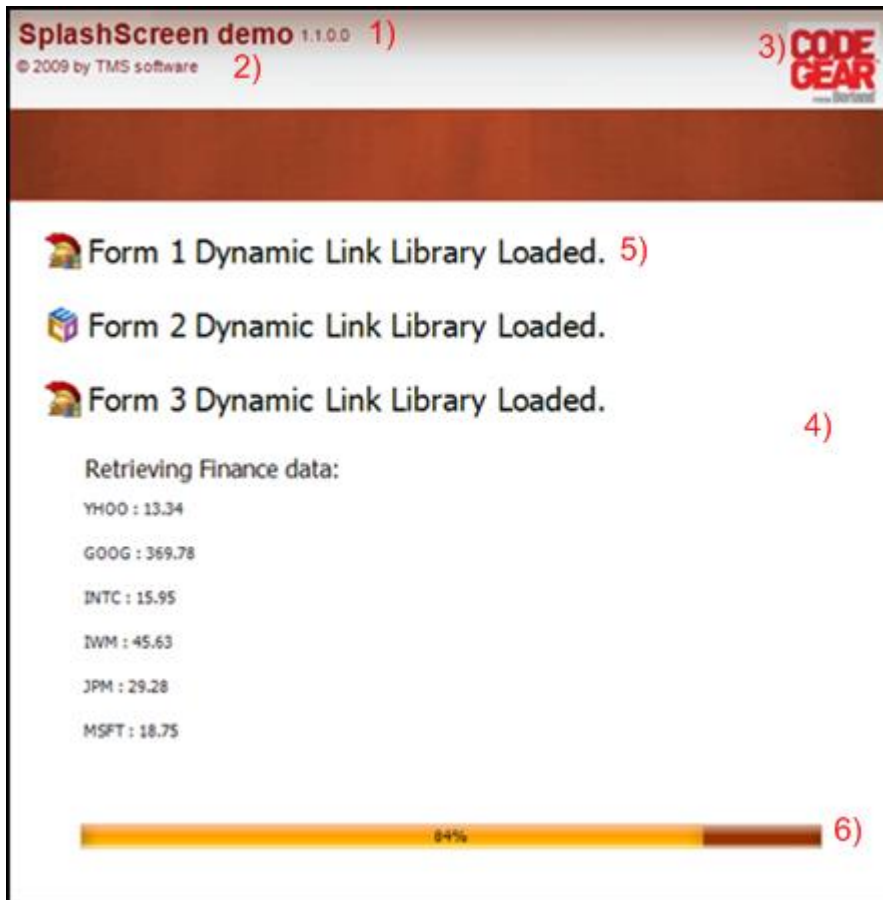 SplashScreen demo 1.1.0.0 1)
© 2009 by TMS software 2)
3) CODE
GEAR
from Borland
Form 1 Dynamic Link Library Loaded. 5)
Form 2 Dynamic Link Library Loaded.
Form 3 Dynamic Link Library Loaded.
4)
Retrieving Finance data:
YHOO : 13.34
GOOG : 369.78
INTC : 15.95
IWM : 45.63
JPM : 29.28
MSFT : 18.75
84% 6)